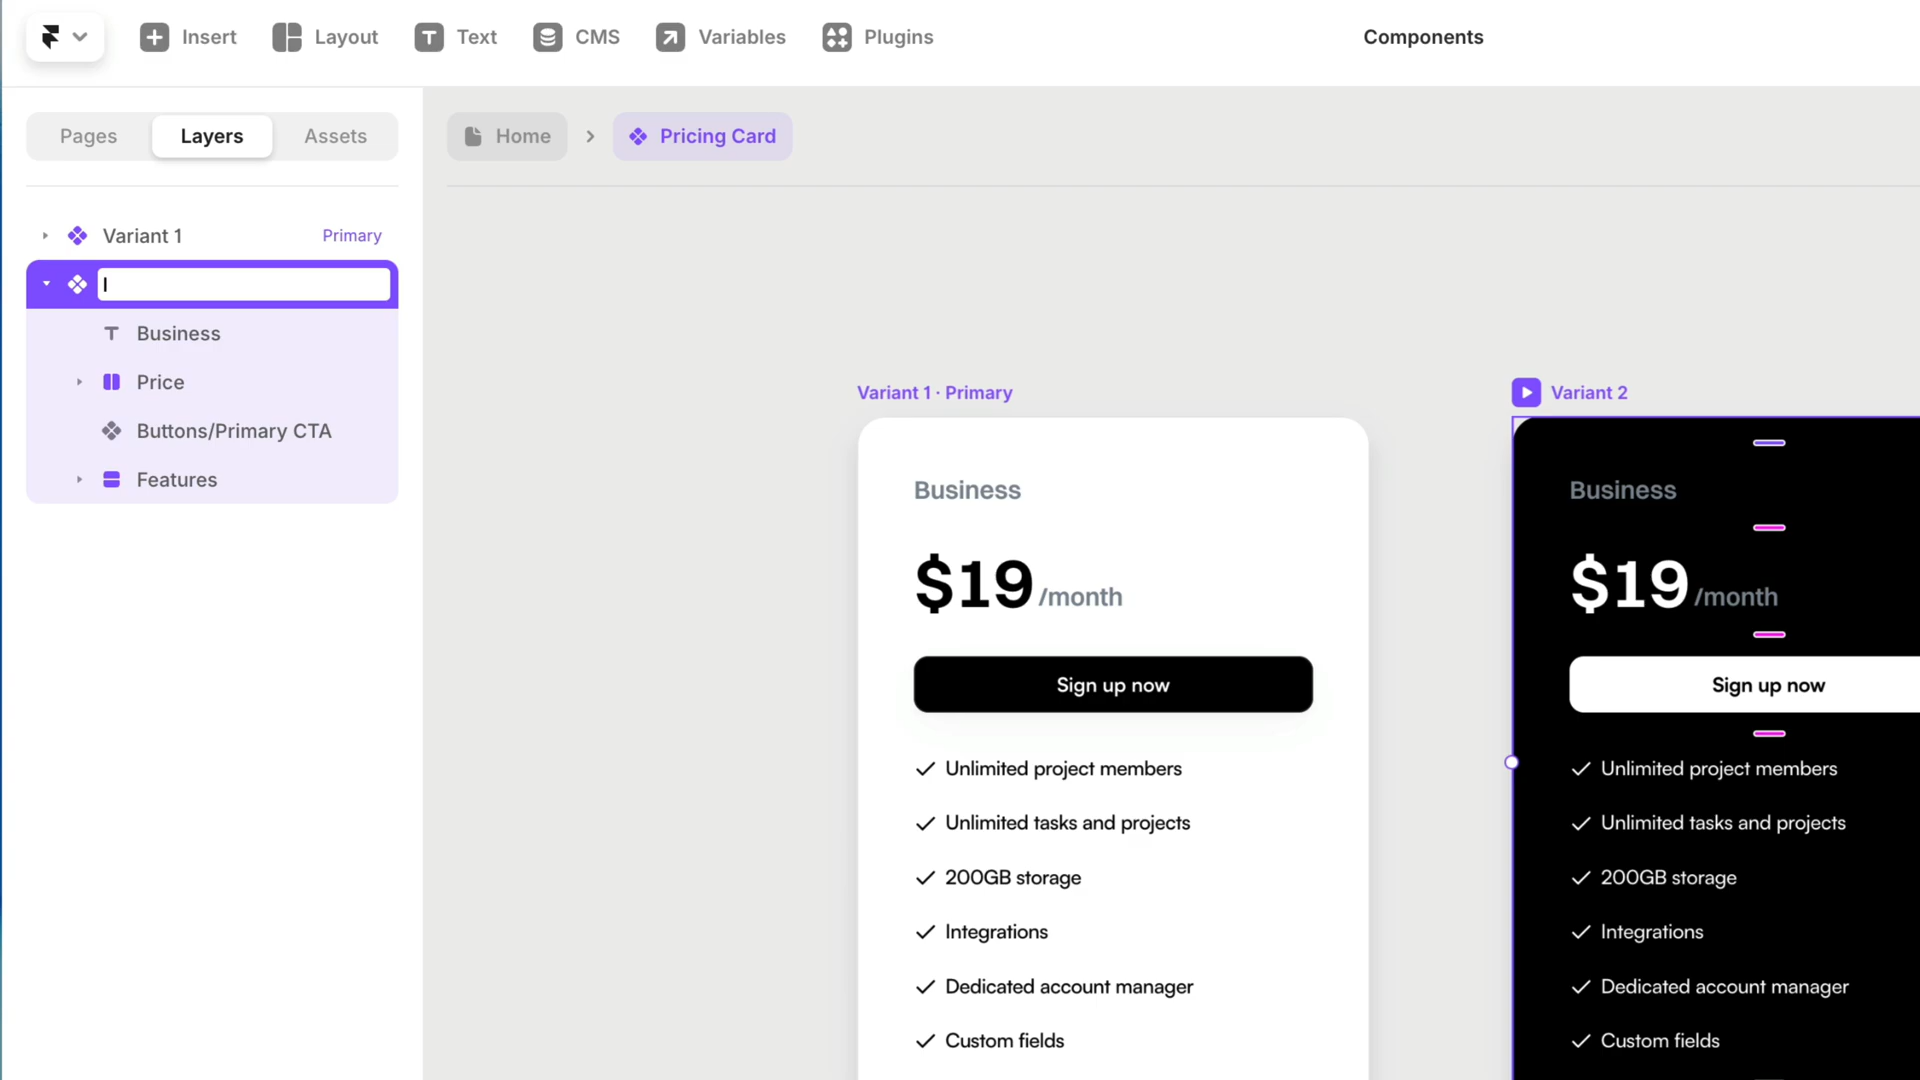 Insert Layout Text CMS Variables Plugins Components
Pages Layers Assets
Home Pricing Card
Variant 1 Primary
Business
Price
Buttons/Primary CTA
Features
Variant 1 · Primary
Business
$19 /month
Sign up now
Unlimited project members
Unlimited tasks and projects
200GB storage
Integrations
Dedicated account manager
Custom fields
Variant 2
Business
$19 /month
Sign up now
Unlimited project members
Unlimited tasks and projects
200GB storage
Integrations
Dedicated account manager
Custom fields